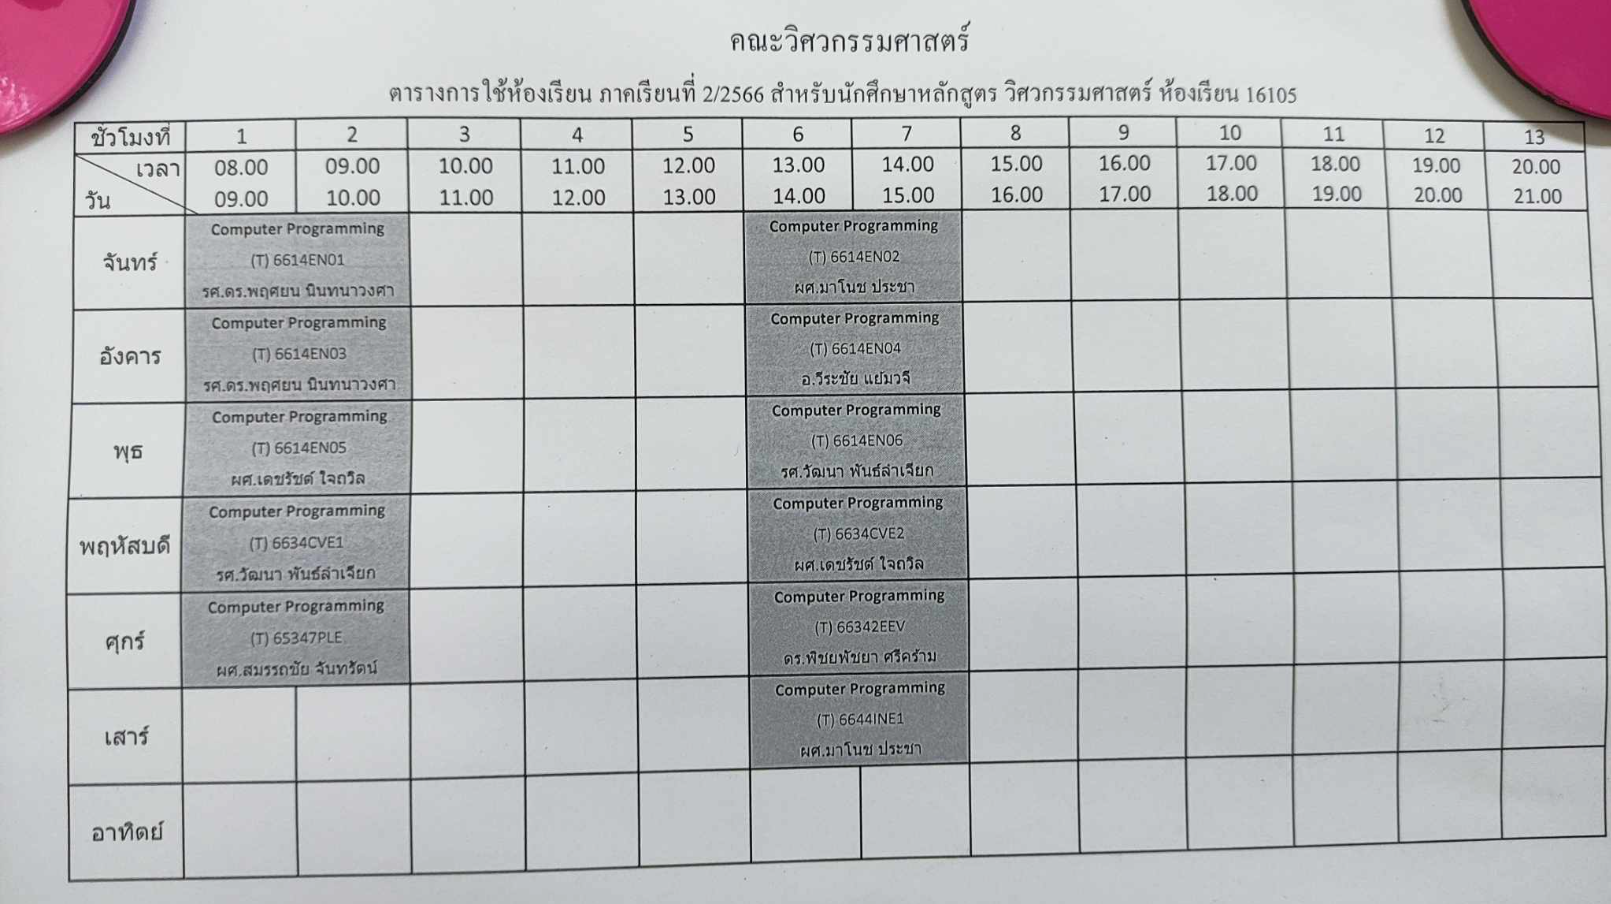 คณะวิศวกรรมศาสตร์
ตารางการใช้ห้องเรียน ภาคเรียนที่ 2/2566 สำหรับนักศึกษาหลักสูตร วิศวกรรมศาสตร์ ห้องเรียน 16105
ชั่วโมงที่ 1 2 3 4 5 6 7 8 9 10 11 12 13
เวลา 08.00 09.00 10.00 11.00 12.00 13.00 14.00 15.00 16.00 17.00 18.00 19.00 20.00
วัน 09.00 10.00 11.00 12.00 13.00 14.00 15.00 16.00 17.00 18.00 19.00 20.00 21.00
Computer Programming Computer Programming
จันทร์ (T) 6614EN01 (T) 6614EN02
รศ.ดร.พฤศยน นินทนาวงศา ผศ.มาโนช ประชา
Computer Programming Computer Programming
อังคาร (T) 6614EN03 (T) 6614EN04
รศ.ดร.พฤศยน นินทนาวงศา อ.วีระชัย แย้มวจี
Computer Programming Computer Programming
พุธ (T) 6614EN05 (T) 6614EN06
ผศ.เดชรัชต์ ใจถวิล รศ.วัฒนา พันธ์ลำเจียก
Computer Programming Computer Programming
พฤหัสบดี (T) 6634CVE1 (T) 6634CVE2
รศ.วัฒนา พันธ์ลำเจียก ผศ.เดชรัชต์ ใจถวิล
Computer Programming Computer Programming
ศุกร์ (T) 65347PLE (T) 66342EEV
ผศ.สมรรถชัย จันทรัตน์ ดร.พิชยพัชยา ศรีคร้าม
Computer Programming
เสาร์ (T) 6644INE1
ผศ.มาโนช ประชา
อาทิตย์